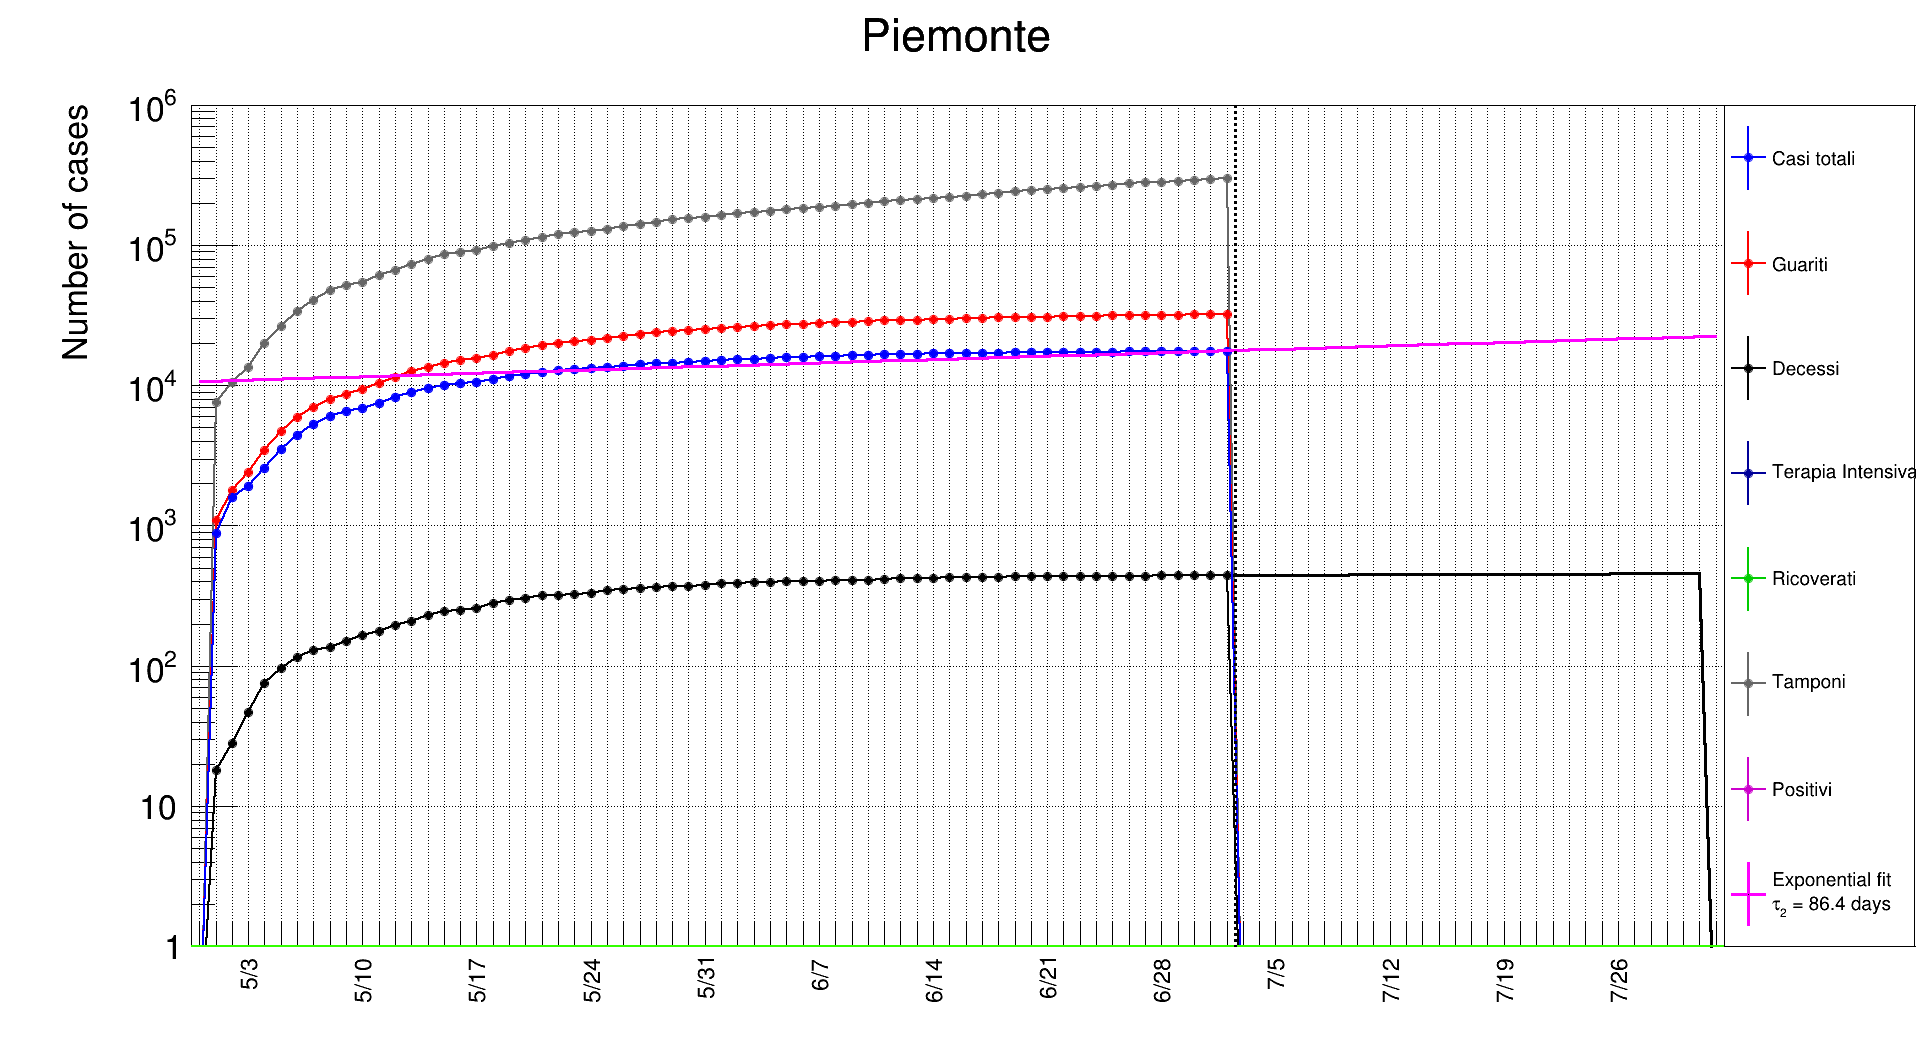 Piemonte
Number of cases
10^6
10^5
10^4
10^3
10^2
10
1
5/3
5/10
5/17
5/24
5/31
6/7
6/14
6/21
6/28
7/5
7/12
7/19
7/26
Casi totali
Guariti
Decessi
Terapia Intensiva
Ricoverati
Tamponi
Positivi
Exponential fit
τ₂ = 86.4 days